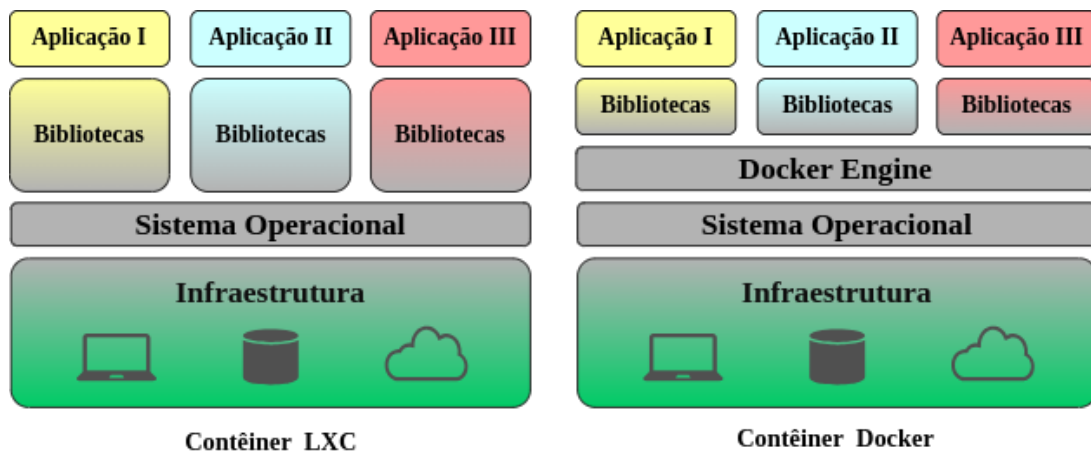 Aplicação I
Aplicação II
Aplicação III
Bibliotecas
Bibliotecas
Bibliotecas
Sistema Operacional
Infraestrutura
Contêiner LXC
Aplicação I
Aplicação II
Aplicação III
Bibliotecas
Bibliotecas
Bibliotecas
Docker Engine
Sistema Operacional
Infraestrutura
Contêiner Docker